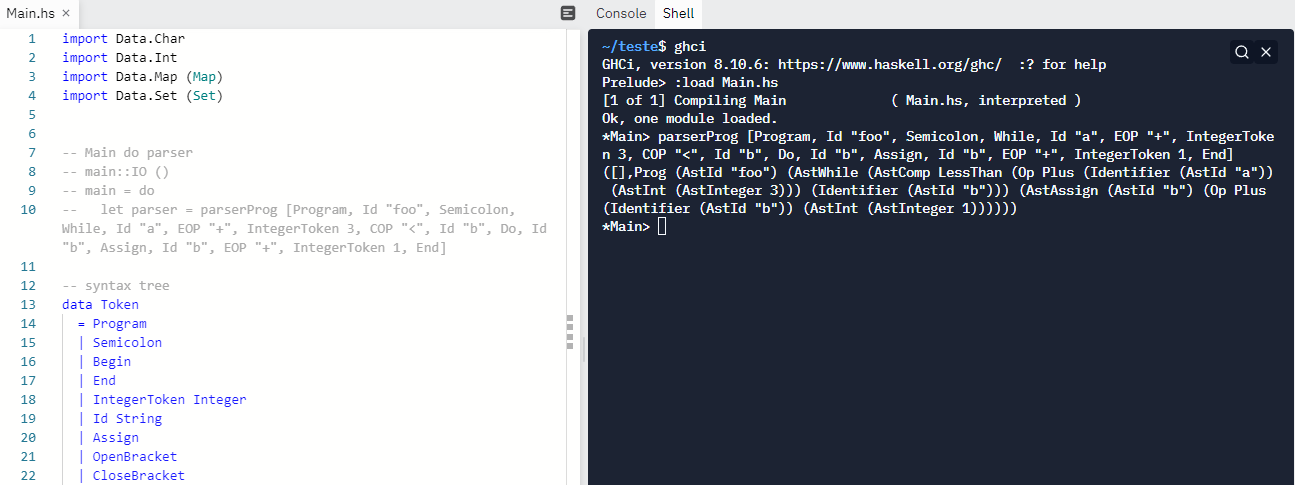 Main.hs ×
1 import Data.Char
2 import Data.Int
3 import Data.Map (Map)
4 import Data.Set (Set)
5
6
7 -- Main do parser
8 -- main::IO ()
9 -- main = do
10 --   let parser = parserProg [Program, Id "foo", Semicolon,
While, Id "a", EOP "+", IntegerToken 3, COP "<", Id "b", Do, Id
"b", Assign, Id "b", EOP "+", IntegerToken 1, End]
11
12 -- syntax tree
13 data Token
14   = Program
15   | Semicolon
16   | Begin
17   | End
18   | IntegerToken Integer
19   | Id String
20   | Assign
21   | OpenBracket
22   | CloseBracket
Console Shell
~/teste$ ghci
GHCi, version 8.10.6: https://www.haskell.org/ghc/  :? for help
Prelude> :load Main.hs
[1 of 1] Compiling Main             ( Main.hs, interpreted )
Ok, one module loaded.
*Main> parserProg [Program, Id "foo", Semicolon, While, Id "a", EOP "+", IntegerToke
n 3, COP "<", Id "b", Do, Id "b", Assign, Id "b", EOP "+", IntegerToken 1, End]
([],Prog (AstId "foo") (AstWhile (AstComp LessThan (Op Plus (Identifier (AstId "a"))
 (AstInt (AstInteger 3))) (Identifier (AstId "b"))) (AstAssign (AstId "b") (Op Plus
(Identifier (AstId "b")) (AstInt (AstInteger 1))))))
*Main>